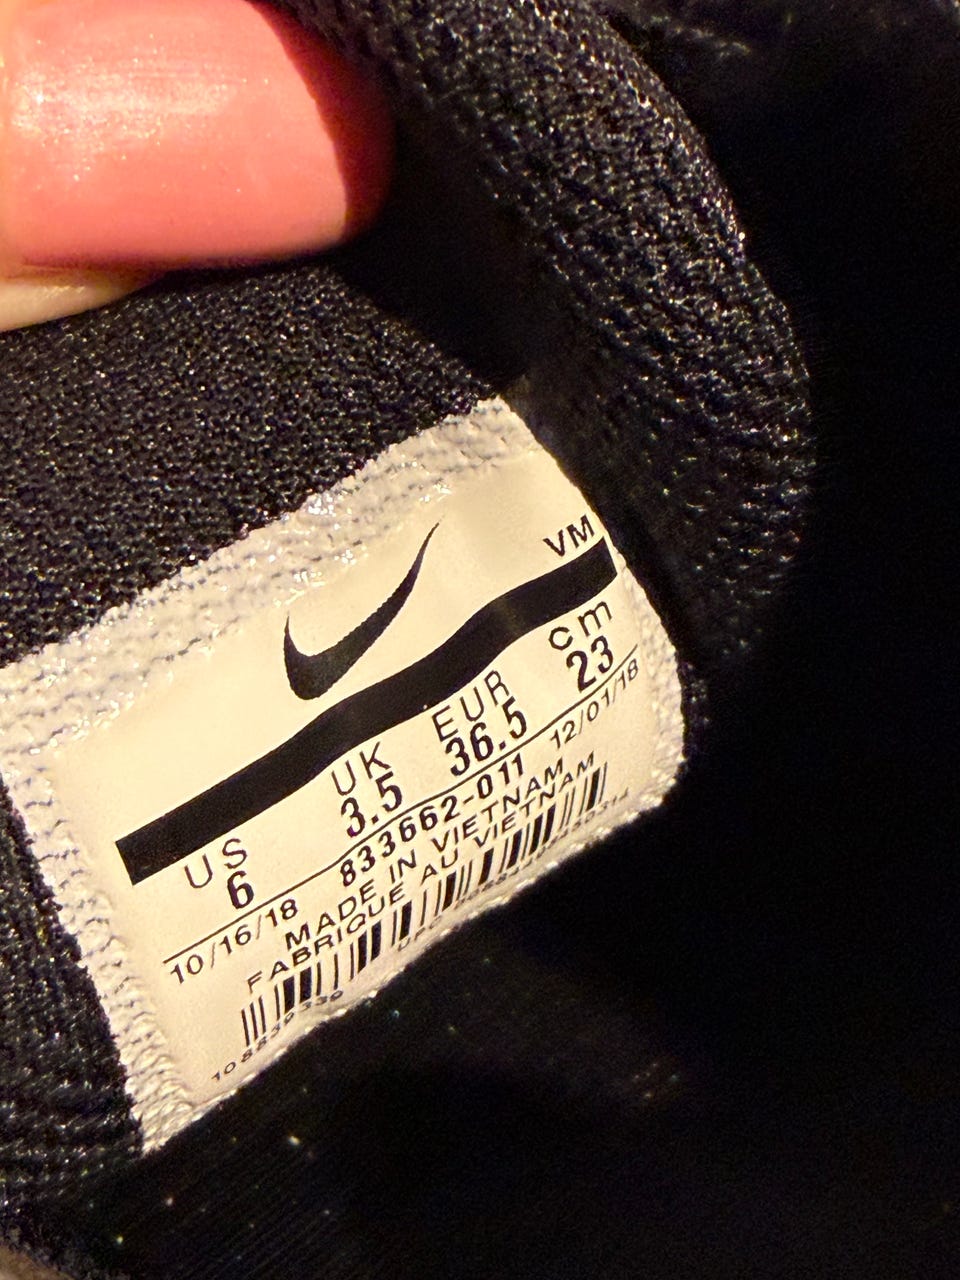 VM
US UK EUR cm
6 3.5 36.5 23
10/16/18 833662-011 12/01/18
MADE IN VIETNAM
FABRIQUE AU VIETNAM
UPC